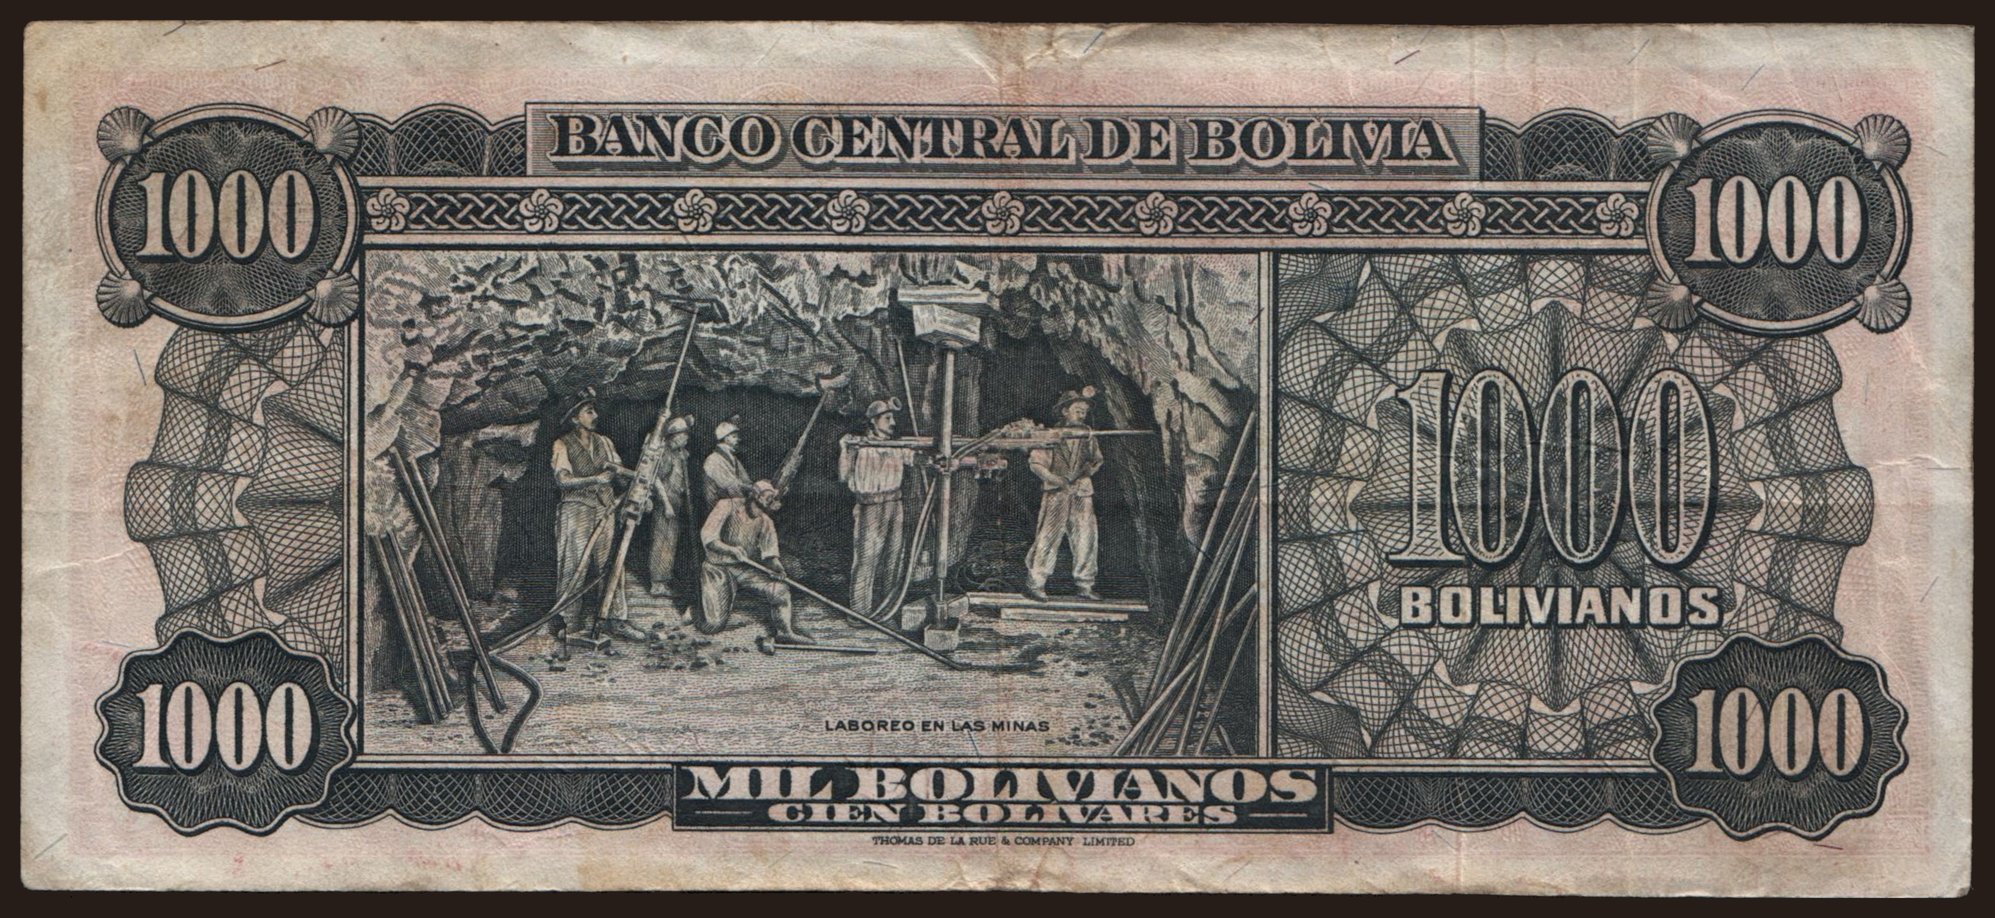 BANCO CENTRAL DE BOLIVIA
1000
1000
1000
BOLIVIANOS
LABOREO EN LAS MINAS
1000
1000
MIL BOLIVIANOS
CIEN BOLIVARES
THOMAS DE LA RUE & COMPANY LIMITED